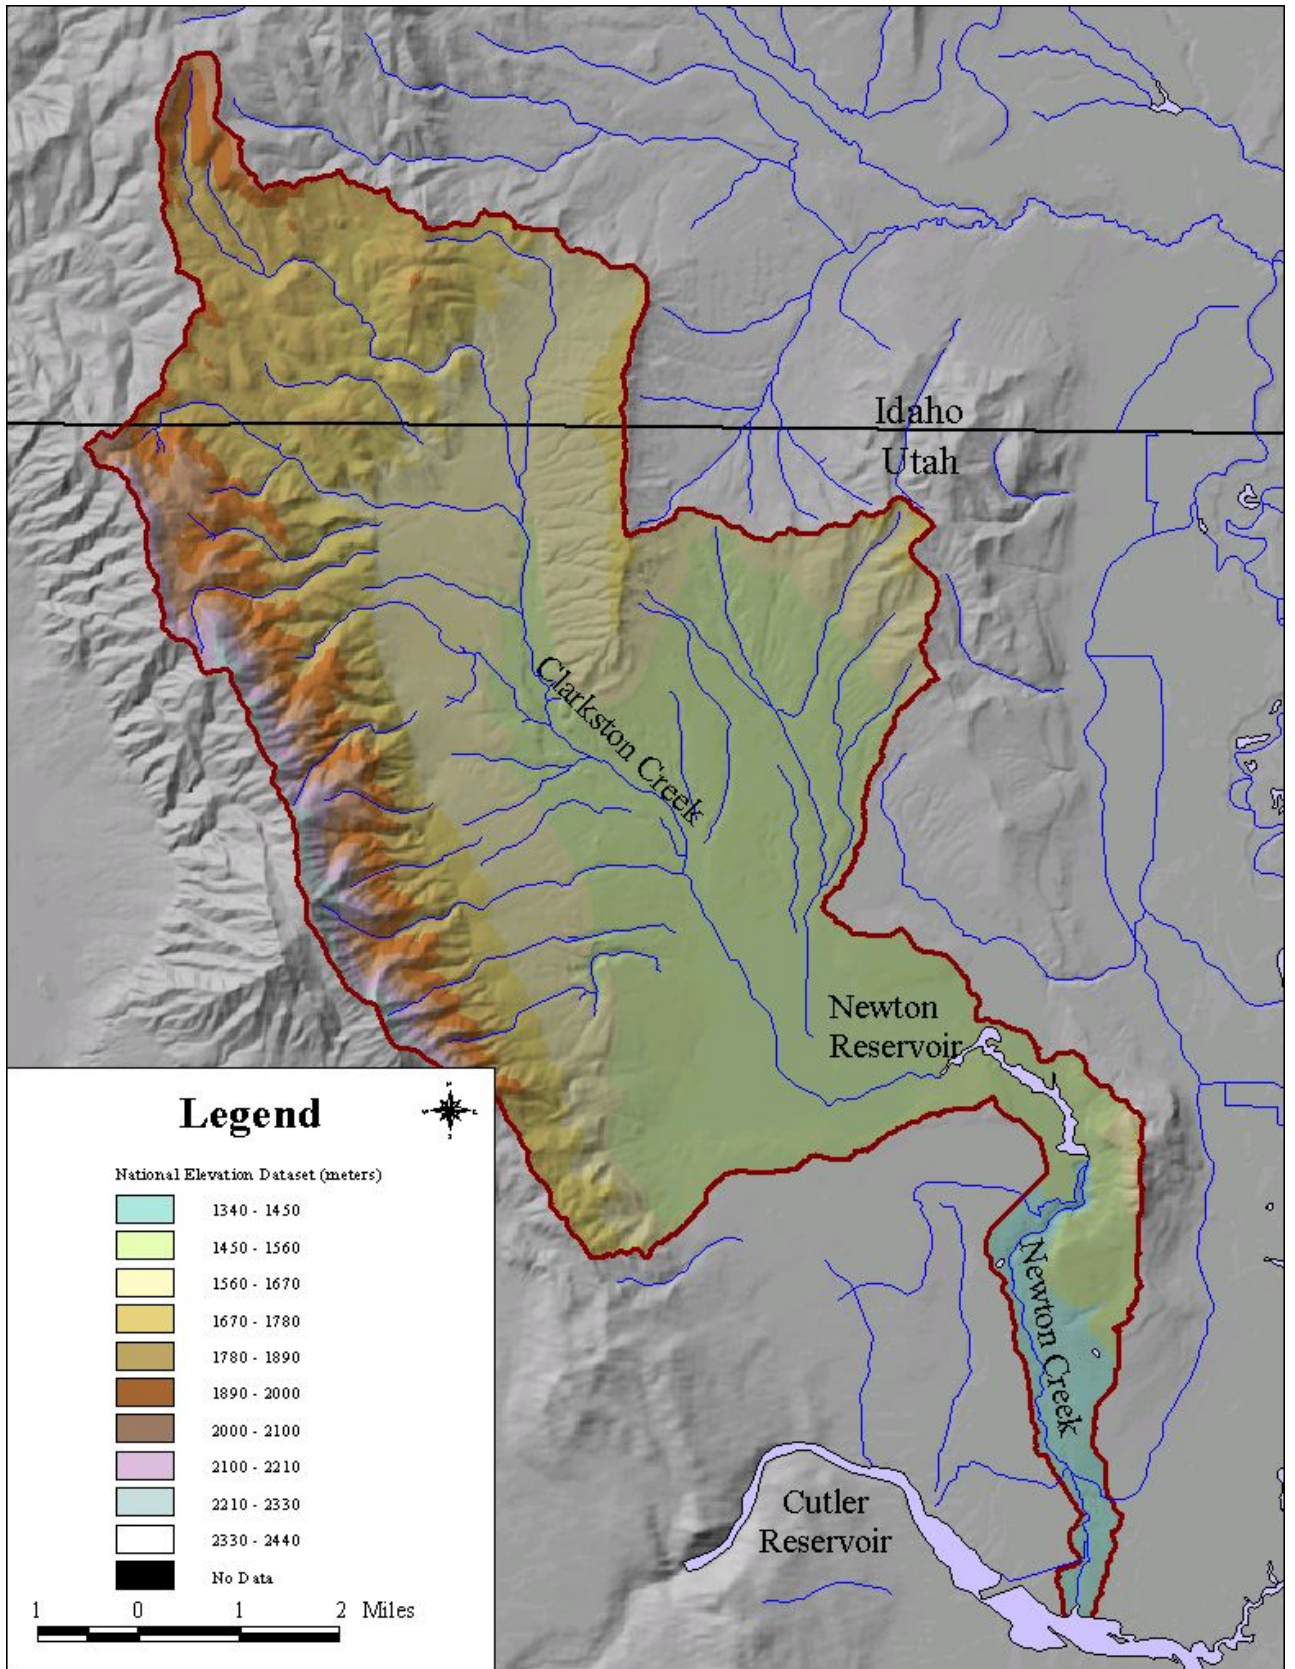 Idaho
Utah
Clarkston Creek
Newton
Reservoir
Newton Creek
Cutler
Reservoir
Legend
National Elevation Dataset (meters)
1340 - 1450
1450 - 1560
1560 - 1670
1670 - 1780
1780 - 1890
1890 - 2000
2000 - 2100
2100 - 2210
2210 - 2330
2330 - 2440
No Data
1 0 1 2 Miles